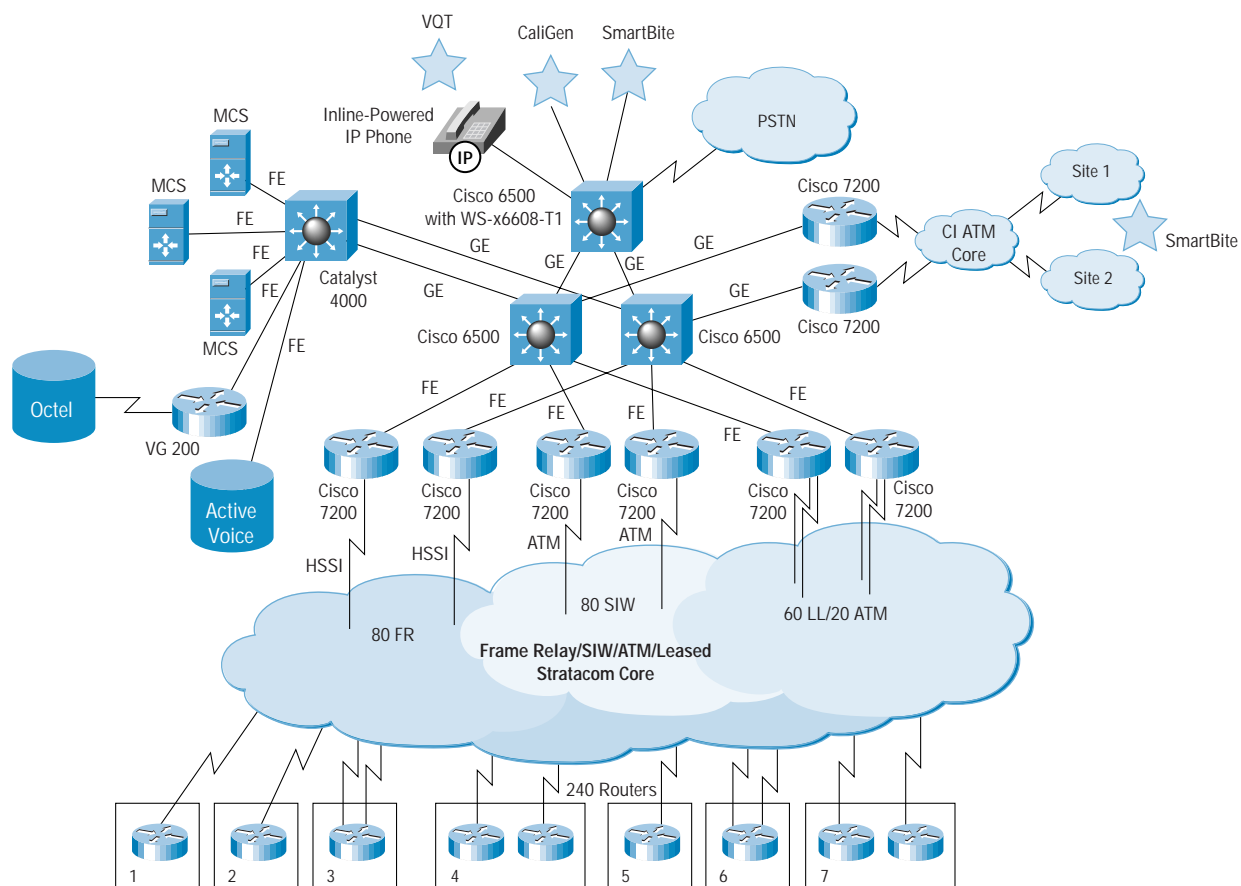 VQT
CaliGen
SmartBite
MCS
Inline-Powered
IP Phone
IP
PSTN
FE
MCS
FE
Cisco 6500
with WS-x6608-T1
Cisco 7200
Site 1
FE
GE
GE
CI ATM
Core
SmartBite
FE
Catalyst
4000
GE
GE
GE
GE
Site 2
MCS
FE
Cisco 6500
Cisco 6500
Cisco 7200
Octel
VG 200
FE
FE
FE
FE
FE
FE
Active
Voice
Cisco
7200
Cisco
7200
Cisco
7200
Cisco
7200
Cisco
7200
Cisco
7200
HSSI
HSSI
ATM
ATM
80 FR
80 SIW
60 LL/20 ATM
Frame Relay/SIW/ATM/Leased
Stratacom Core
240 Routers
1
2
3
4
5
6
7